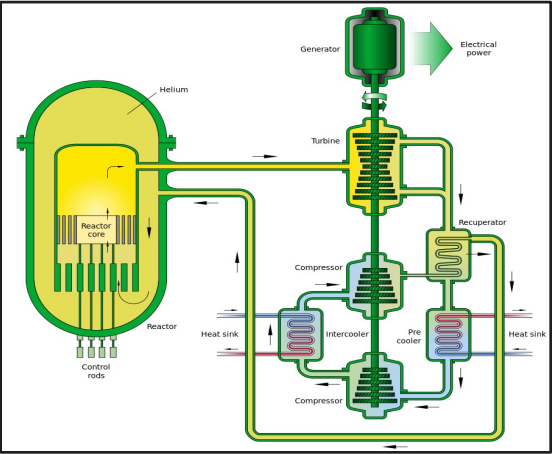 Generator
Electrical
power
Helium
Turbine
Reactor
core
Recuperator
Compressor
Reactor
Heat sink
Intercooler
Pre
cooler
Heat sink
Control
rods
Compressor